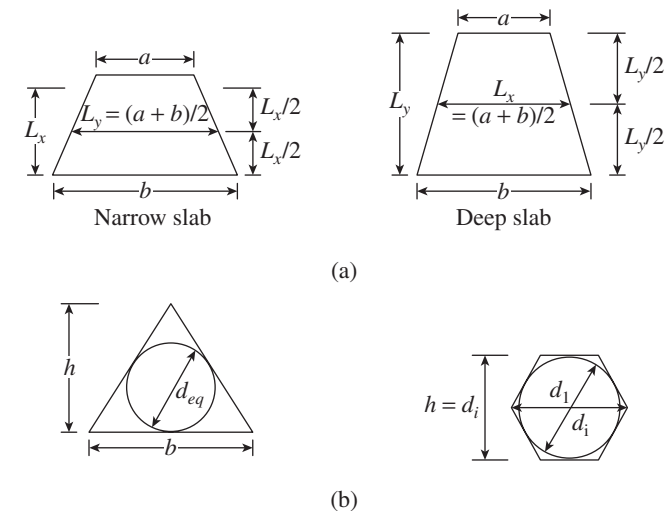 a
L_y = (a + b)/2
L_x
L_x/2
L_x/2
b
Narrow slab
a
L_y
L_x
= (a + b)/2
L_y/2
L_y/2
b
Deep slab
(a)
h
d_eq
b
h = d_i
d_1
d_i
(b)